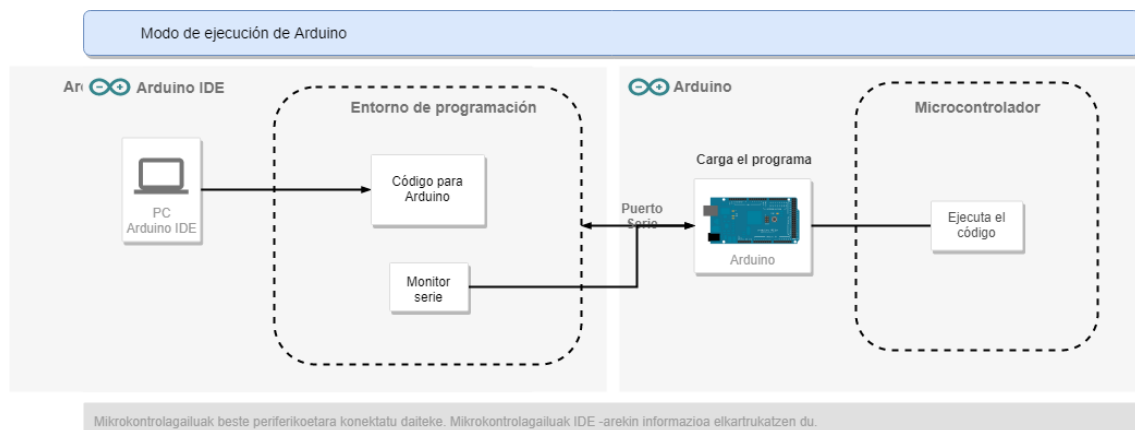 Modo de ejecución de Arduino
Arduino IDE
Entorno de programación
PC
Arduino IDE
Código para
Arduino
Monitor
serie
Puerto
Serie
Arduino
Microcontrolador
Carga el programa
Arduino
Ejecuta el
código
Mikrokontrolagailuak beste periferikoetara konektatu daiteke. Mikrokontrolagailuak IDE -arekin informazioa elkartrukatzen du.